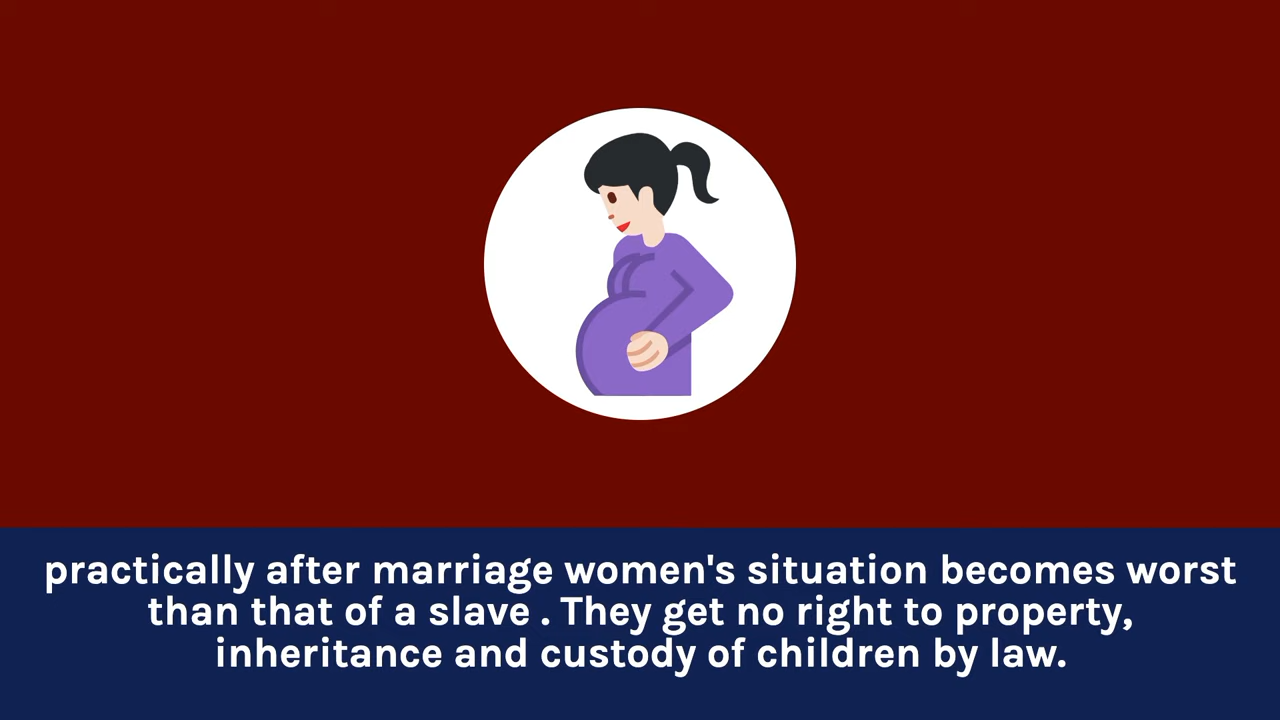 practically after marriage women's situation becomes worst
than that of a slave . They get no right to property,
inheritance and custody of children by law.